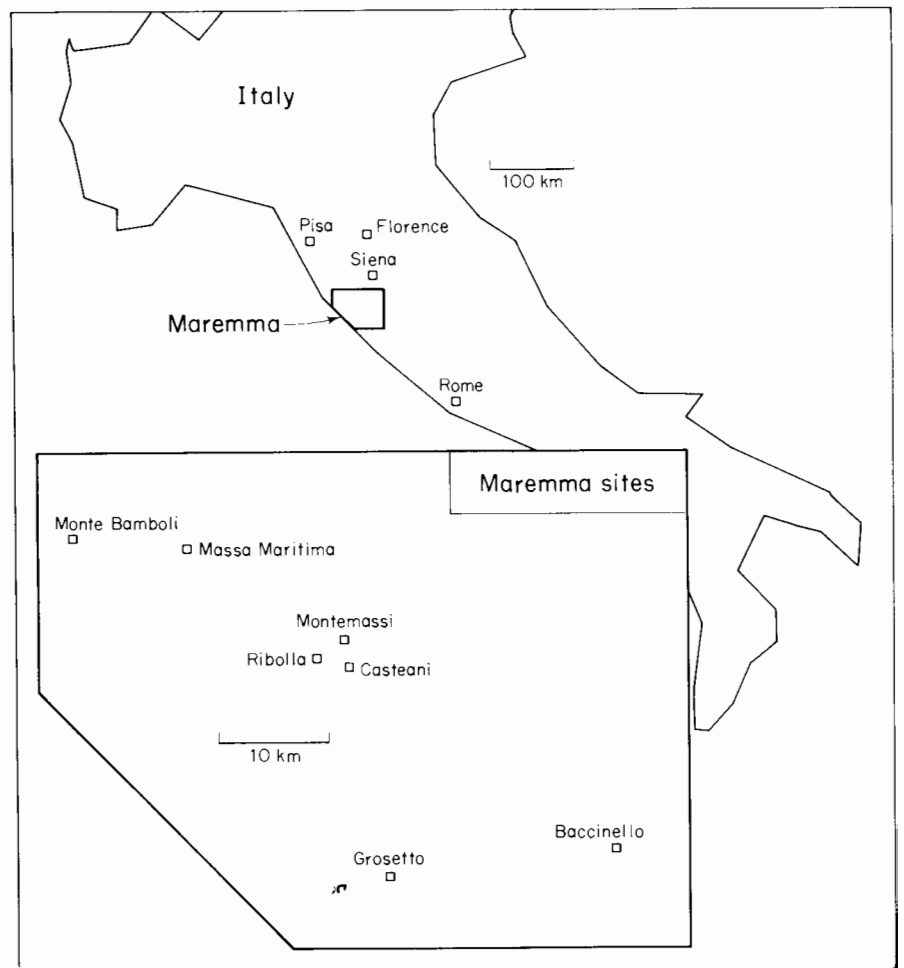 Italy
100 km
Pisa
Florence
Siena
Maremma
Rome
Maremma sites
Monte Bamboli
Massa Maritima
Montemassi
Ribolla
Casteani
10 km
Baccinello
Grosetto